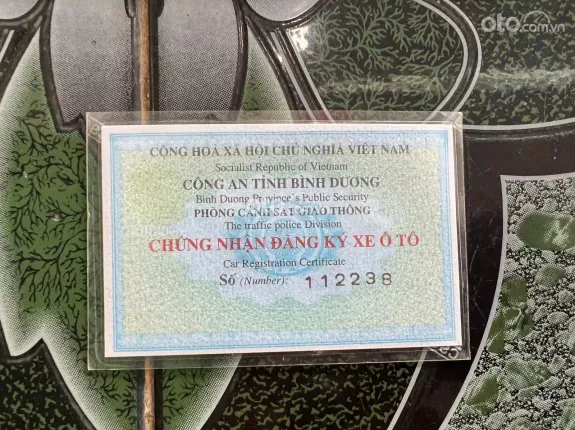 oto.com.vn
CÔNG HOÀ XÃ HỘI CHỦ NGHĨA VIỆT NAM
Socialist Republic of Vietnam
CÔNG AN TỈNH BÌNH DƯƠNG
Binh Duong Province's Public Security
PHÒNG CẢNH SÁT GIAO THÔNG
The traffic police Division
CHỨNG NHẬN ĐĂNG KÝ XE Ô TÔ
Car Registration Certificate
Số (Number): 112238